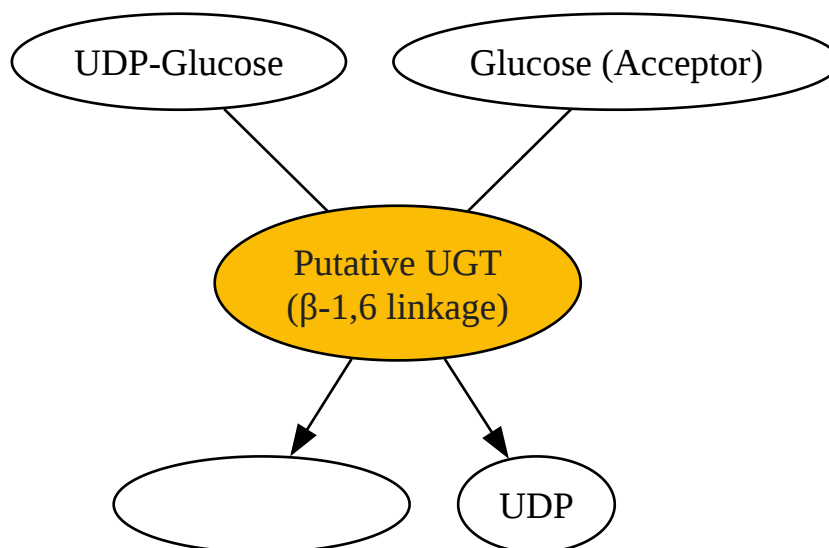 UDP-Glucose
Glucose (Acceptor)
Putative UGT
(β-1,6 linkage)
UDP